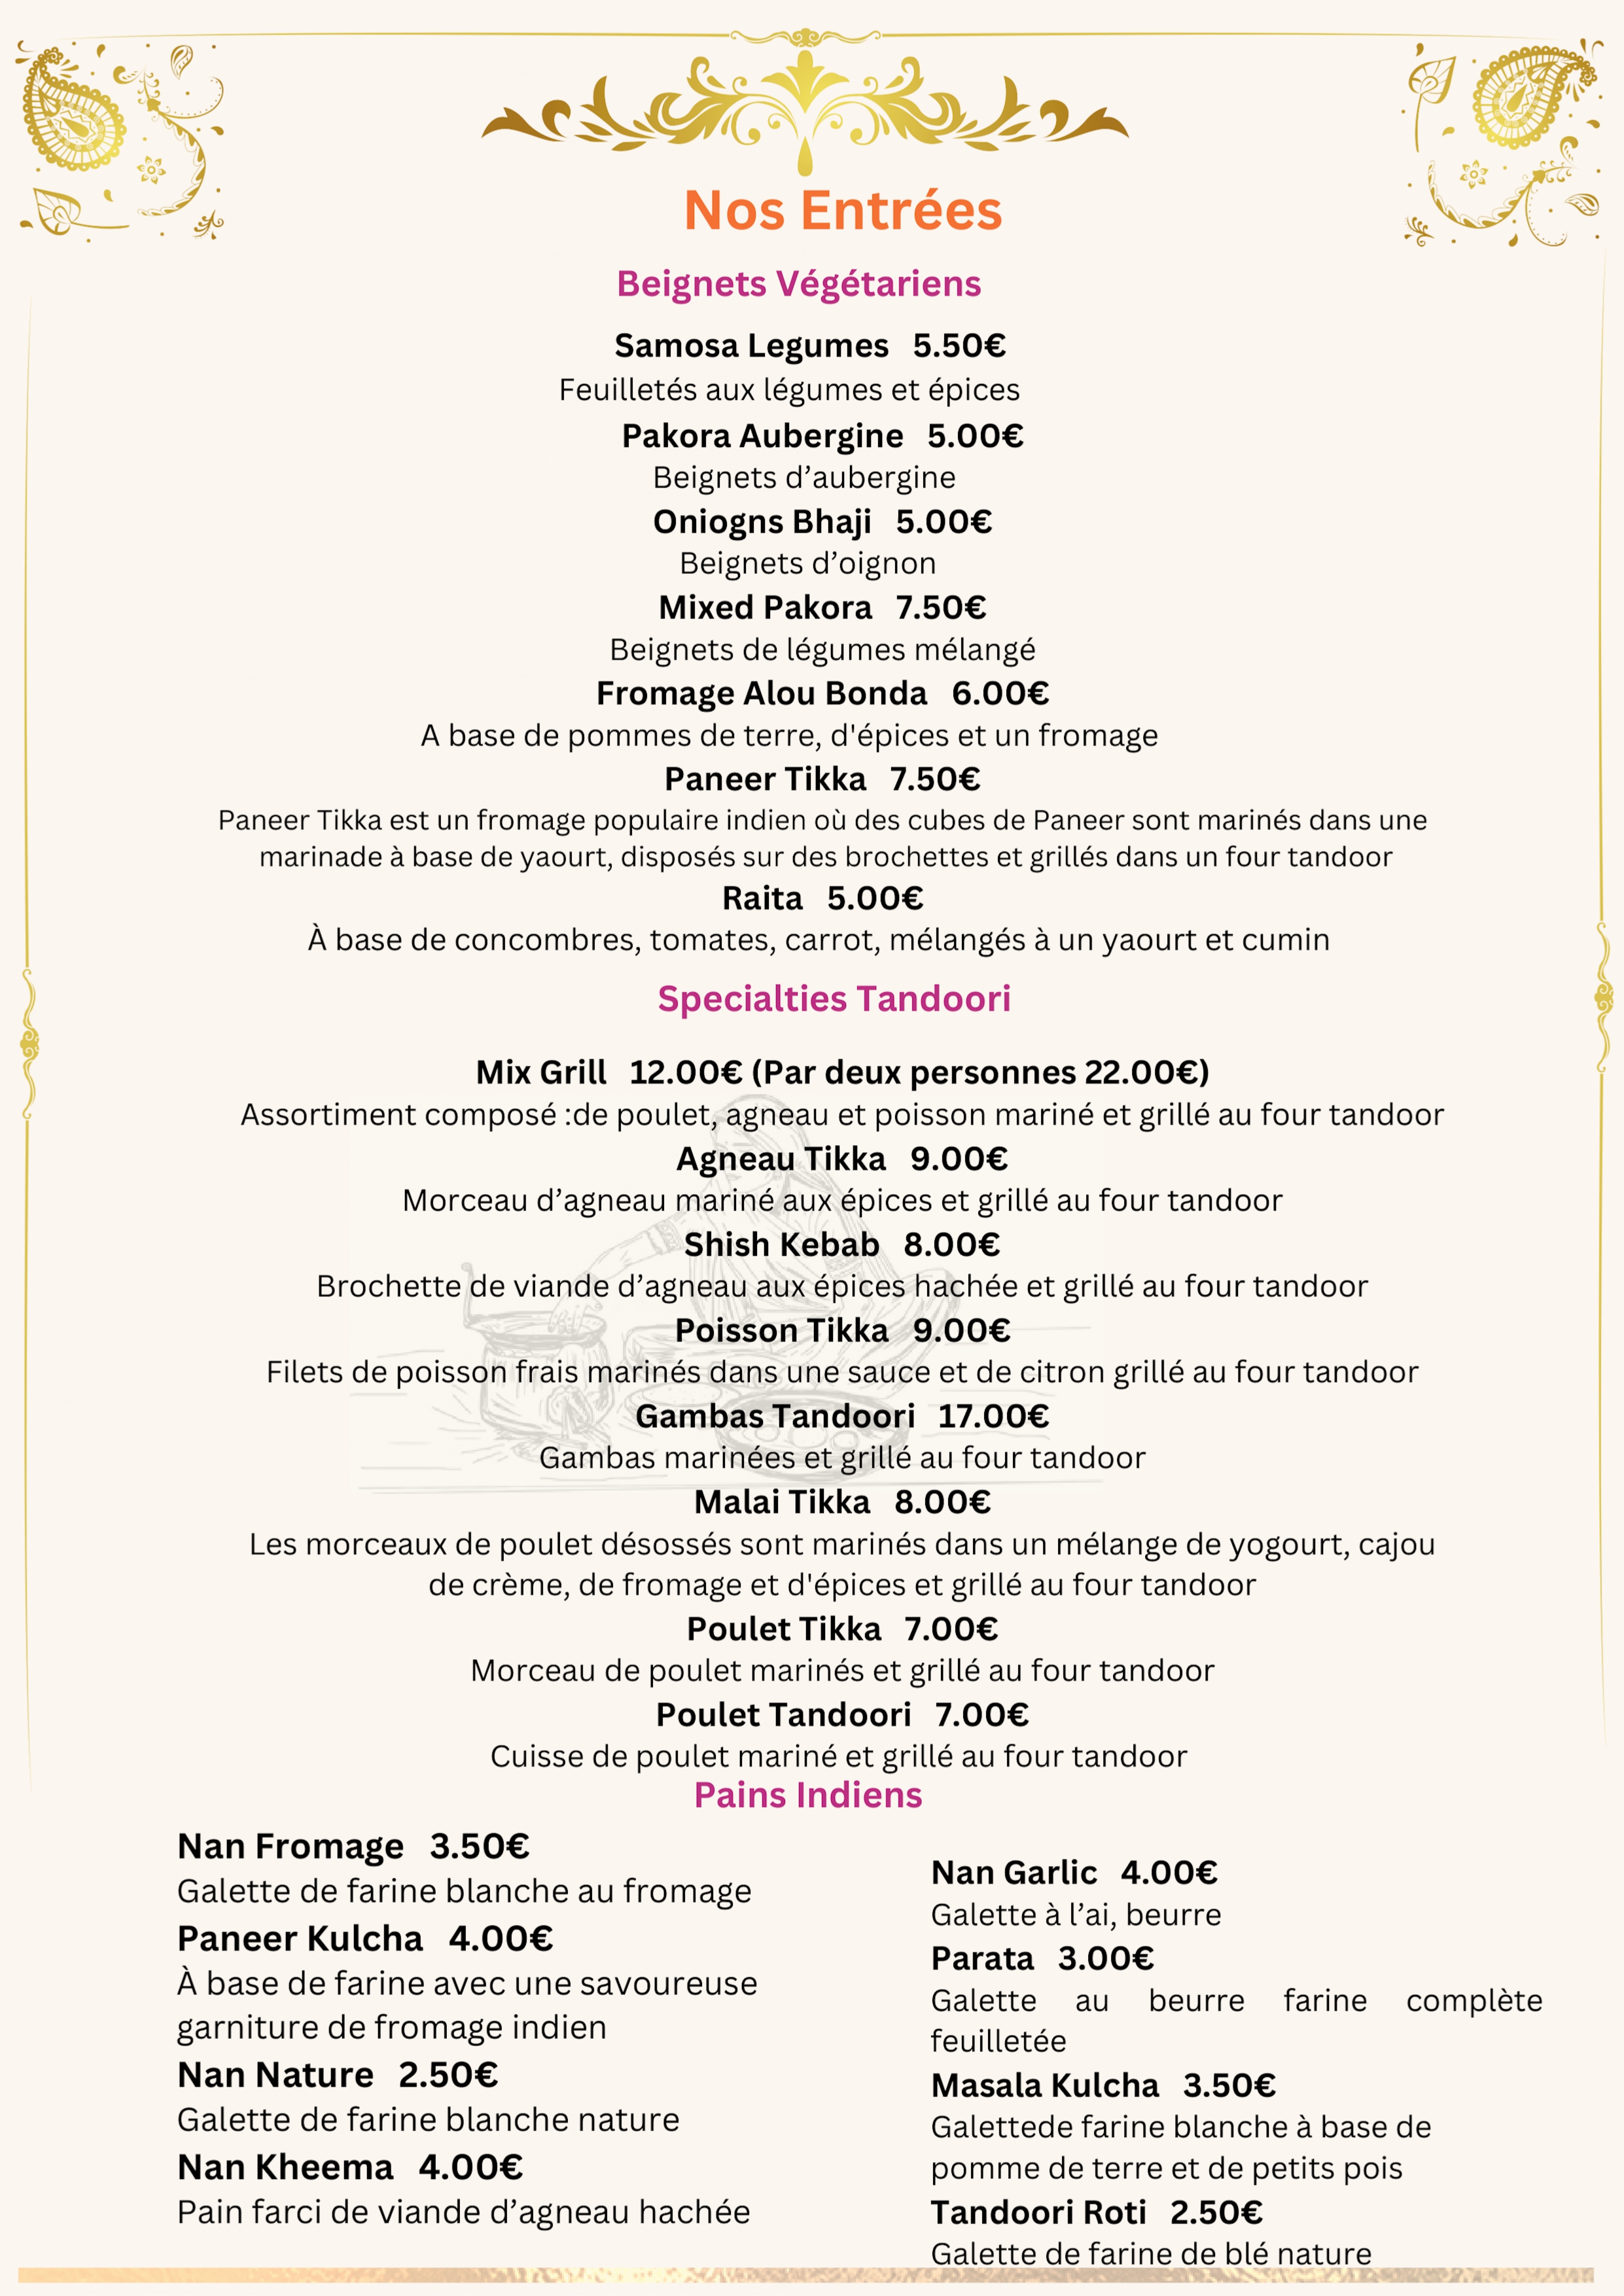 Nos Entrées
Beignets Végétariens
Samosa Legumes 5.50€
Feuilletés aux légumes et épices
Pakora Aubergine 5.00€
Beignets d’aubergine
Oniogns Bhaji 5.00€
Beignets d’oignon
Mixed Pakora 7.50€
Beignets de légumes mélangé
Fromage Alou Bonda 6.00€
A base de pommes de terre, d'épices et un fromage
Paneer Tikka 7.50€
Paneer Tikka est un fromage populaire indien où des cubes de Paneer sont marinés dans une
marinade à base de yaourt, disposés sur des brochettes et grillés dans un four tandoor
Raita 5.00€
À base de concombres, tomates, carrot, mélangés à un yaourt et cumin
Specialties Tandoori
Mix Grill 12.00€ (Par deux personnes 22.00€)
Assortiment composé :de poulet, agneau et poisson mariné et grillé au four tandoor
Agneau Tikka 9.00€
Morceau d’agneau mariné aux épices et grillé au four tandoor
Shish Kebab 8.00€
Brochette de viande d’agneau aux épices hachée et grillé au four tandoor
Poisson Tikka 9.00€
Filets de poisson frais marinés dans une sauce et de citron grillé au four tandoor
Gambas Tandoori 17.00€
Gambas marinées et grillé au four tandoor
Malai Tikka 8.00€
Les morceaux de poulet désossés sont marinés dans un mélange de yogourt, cajou
de crème, de fromage et d'épices et grillé au four tandoor
Poulet Tikka 7.00€
Morceau de poulet marinés et grillé au four tandoor
Poulet Tandoori 7.00€
Cuisse de poulet mariné et grillé au four tandoor
Pains Indiens
Nan Fromage 3.50€
Galette de farine blanche au fromage
Paneer Kulcha 4.00€
À base de farine avec une savoureuse
garniture de fromage indien
Nan Nature 2.50€
Galette de farine blanche nature
Nan Kheema 4.00€
Pain farci de viande d’agneau hachée
Nan Garlic 4.00€
Galette à l’ai, beurre
Parata 3.00€
Galette au beurre farine complète
feuilletée
Masala Kulcha 3.50€
Galettede farine blanche à base de
pomme de terre et de petits pois
Tandoori Roti 2.50€
Galette de farine de blé nature